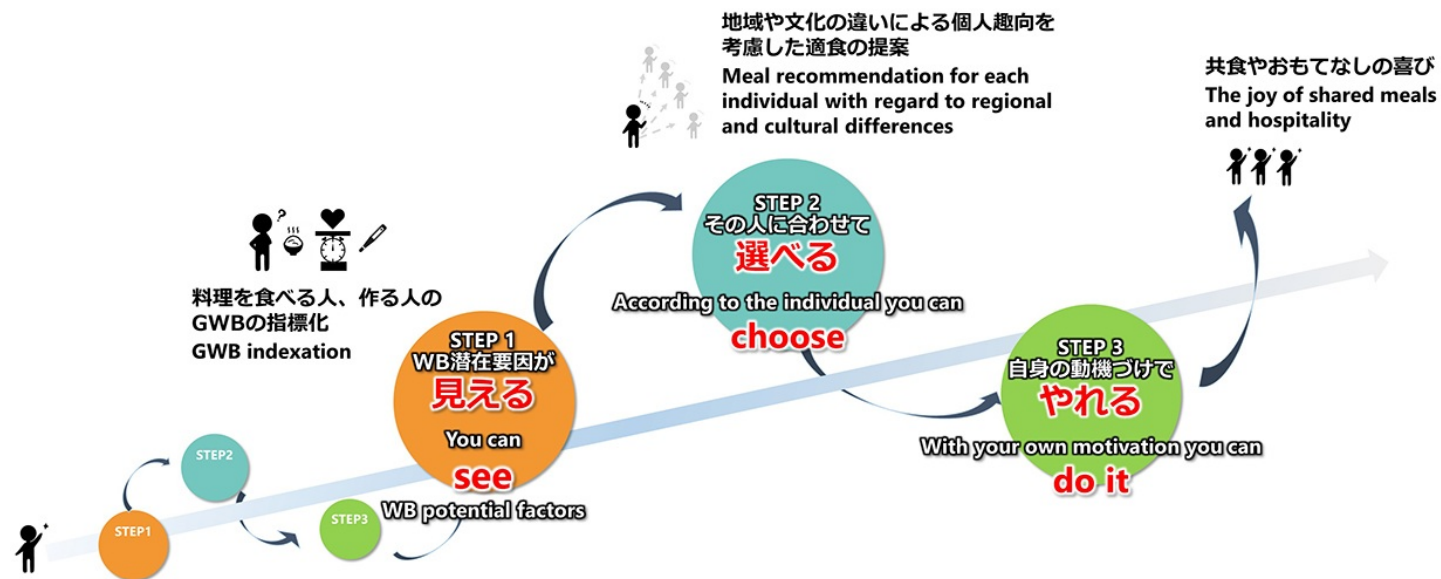 地域や文化の違いによる個人趣向を
考慮した適食の提案
Meal recommendation for each
individual with regard to regional
and cultural differences
共食やおもてなしの喜び
The joy of shared meals
and hospitality
料理を食べる人、作る人の
GWBの指標化
GWB indexation
STEP 1
WB潜在要因が
見える
You can
see
WB potential factors
STEP 2
その人に合わせて
選べる
According to the individual you can
choose
STEP 3
自身の動機づけで
やれる
With your own motivation you can
do it
STEP1
STEP2
STEP3